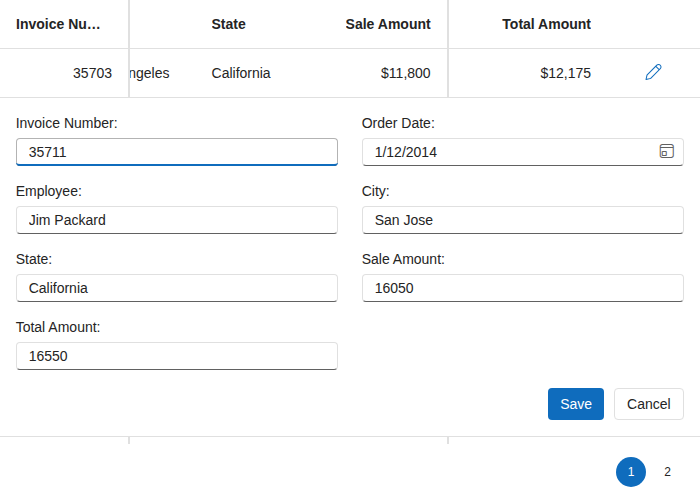 Invoice Nu… State Sale Amount Total Amount
35703 ngeles California $11,800 $12,175
Invoice Number: Order Date:
35711 1/12/2014
Employee: City:
Jim Packard San Jose
State: Sale Amount:
California 16050
Total Amount:
16550
Save Cancel
1 2